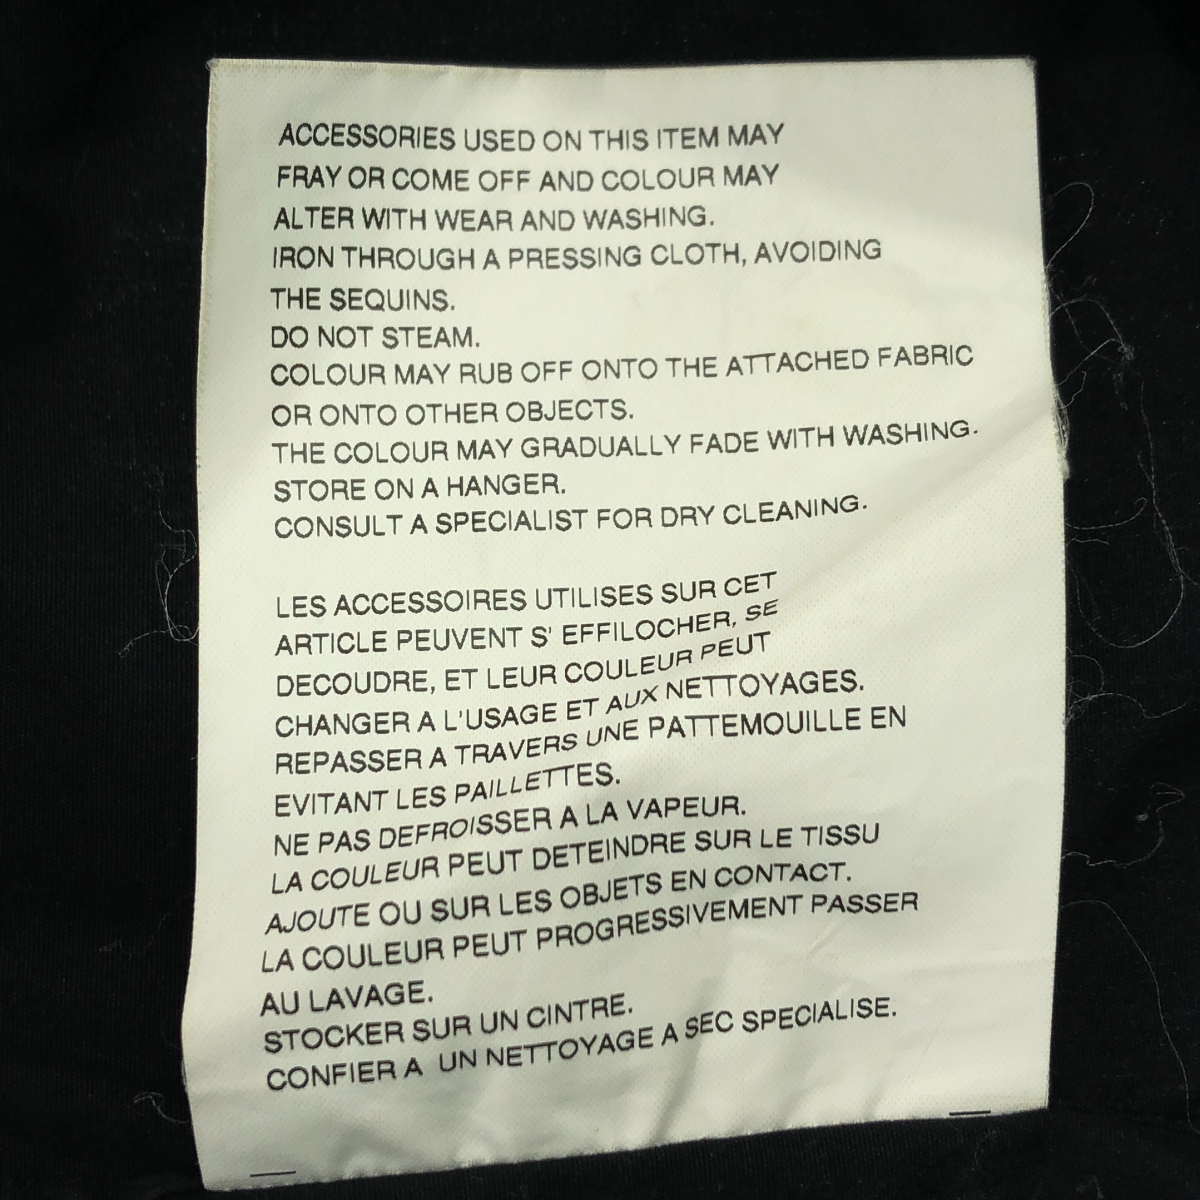 ACCESSORIES USED ON THIS ITEM MAY
FRAY OR COME OFF AND COLOUR MAY
ALTER WITH WEAR AND WASHING.
IRON THROUGH A PRESSING CLOTH, AVOIDING
THE SEQUINS.
DO NOT STEAM.
COLOUR MAY RUB OFF ONTO THE ATTACHED FABRIC
OR ONTO OTHER OBJECTS.
THE COLOUR MAY GRADUALLY FADE WITH WASHING.
STORE ON A HANGER.
CONSULT A SPECIALIST FOR DRY CLEANING.
LES ACCESSOIRES UTILISES SUR CET
ARTICLE PEUVENT S' EFFILOCHER, SE
DECOUDRE, ET LEUR COULEUR PEUT
CHANGER A L'USAGE ET AUX NETTOYAGES.
REPASSER A TRAVERS UNE PATTEMOUILLE EN
EVITANT LES PAILLETTES.
NE PAS DEFROISSER A LA VAPEUR.
LA COULEUR PEUT DETEINDRE SUR LE TISSU
AJOUTE OU SUR LES OBJETS EN CONTACT.
LA COULEUR PEUT PROGRESSIVEMENT PASSER
AU LAVAGE.
STOCKER SUR UN CINTRE.
CONFIER A UN NETTOYAGE A SEC SPECIALISE.